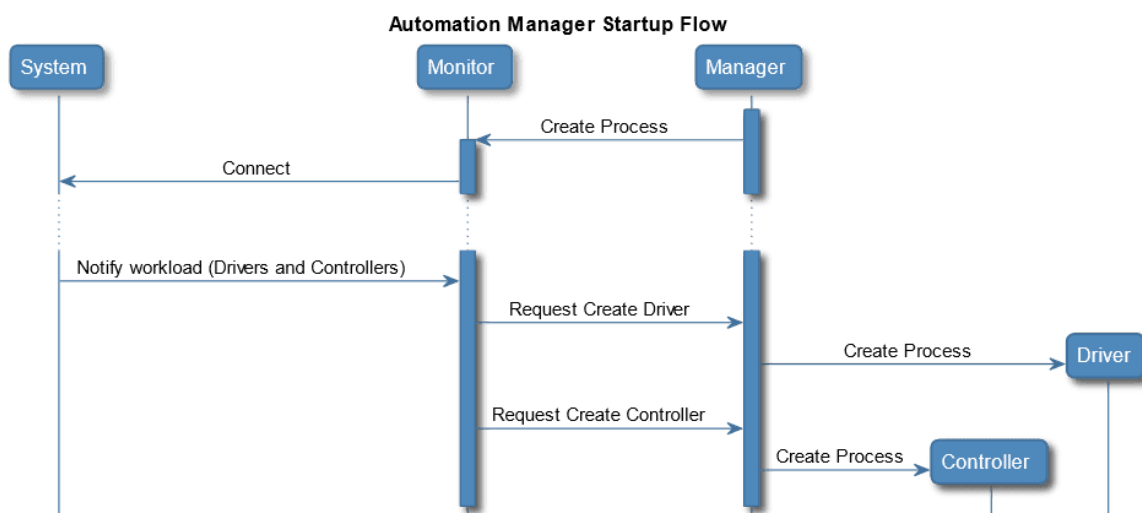 Automation Manager Startup Flow
System
Monitor
Manager
Create Process
Connect
Notify workload (Drivers and Controllers)
Request Create Driver
Create Process
Driver
Request Create Controller
Create Process
Controller